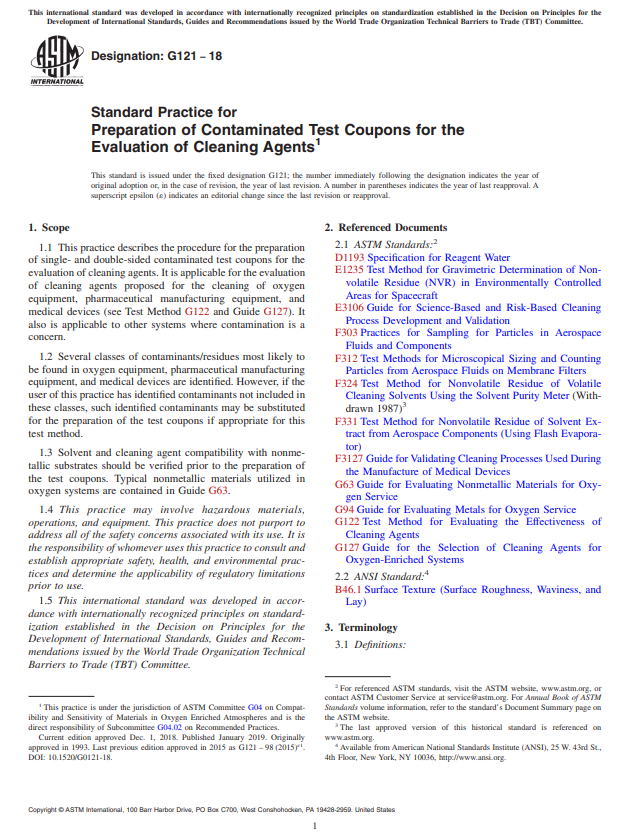 This international standard was developed in accordance with internationally recognized principles on standardization established in the Decision on Principles for the
Development of International Standards, Guides and Recommendations issued by the World Trade Organization Technical Barriers to Trade (TBT) Committee.
ASTM
INTERNATIONAL
Designation: G121 − 18
Standard Practice for
Preparation of Contaminated Test Coupons for the
Evaluation of Cleaning Agents¹
This standard is issued under the fixed designation G121; the number immediately following the designation indicates the year of
original adoption or, in the case of revision, the year of last revision. A number in parentheses indicates the year of last reapproval. A
superscript epsilon (ε) indicates an editorial change since the last revision or reapproval.
1. Scope
1.1 This practice describes the procedure for the preparation
of single- and double-sided contaminated test coupons for the
evaluation of cleaning agents. It is applicable for the evaluation
of cleaning agents proposed for the cleaning of oxygen
equipment, pharmaceutical manufacturing equipment, and
medical devices (see Test Method G122 and Guide G127). It
also is applicable to other systems where contamination is a
concern.
1.2 Several classes of contaminants/residues most likely to
be found in oxygen equipment, pharmaceutical manufacturing
equipment, and medical devices are identified. However, if the
user of this practice has identified contaminants not included in
these classes, such identified contaminants may be substituted
for the preparation of the test coupons if appropriate for this
test method.
1.3 Solvent and cleaning agent compatibility with nonme-
tallic substrates should be verified prior to the preparation of
the test coupons. Typical nonmetallic materials utilized in
oxygen systems are contained in Guide G63.
1.4 This practice may involve hazardous materials,
operations, and equipment. This practice does not purport to
address all of the safety concerns associated with its use. It is
the responsibility of whomever uses this practice to consult and
establish appropriate safety, health, and environmental prac-
tices and determine the applicability of regulatory limitations
prior to use.
1.5 This international standard was developed in accor-
dance with internationally recognized principles on standard-
ization established in the Decision on Principles for the
Development of International Standards, Guides and Recom-
mendations issued by the World Trade Organization Technical
Barriers to Trade (TBT) Committee.
¹ This practice is under the jurisdiction of ASTM Committee G04 on Compat-
ibility and Sensitivity of Materials in Oxygen Enriched Atmospheres and is the
direct responsibility of Subcommittee G04.02 on Recommended Practices.
Current edition approved Dec. 1, 2018. Published January 2019. Originally
approved in 1993. Last previous edition approved in 2015 as G121 – 98 (2015)ᵋ¹.
DOI: 10.1520/G0121-18.
2. Referenced Documents
2.1 ASTM Standards:²
D1193 Specification for Reagent Water
E1235 Test Method for Gravimetric Determination of Non-
volatile Residue (NVR) in Environmentally Controlled
Areas for Spacecraft
E3106 Guide for Science-Based and Risk-Based Cleaning
Process Development and Validation
F303 Practices for Sampling for Particles in Aerospace
Fluids and Components
F312 Test Methods for Microscopical Sizing and Counting
Particles from Aerospace Fluids on Membrane Filters
F324 Test Method for Nonvolatile Residue of Volatile
Cleaning Solvents Using the Solvent Purity Meter (With-
drawn 1987)³
F331 Test Method for Nonvolatile Residue of Solvent Ex-
tract from Aerospace Components (Using Flash Evapora-
tor)
F3127 Guide for Validating Cleaning Processes Used During
the Manufacture of Medical Devices
G63 Guide for Evaluating Nonmetallic Materials for Oxy-
gen Service
G94 Guide for Evaluating Metals for Oxygen Service
G122 Test Method for Evaluating the Effectiveness of
Cleaning Agents
G127 Guide for the Selection of Cleaning Agents for
Oxygen-Enriched Systems
2.2 ANSI Standard:⁴
B46.1 Surface Texture (Surface Roughness, Waviness, and
Lay)
3. Terminology
3.1 Definitions:
² For referenced ASTM standards, visit the ASTM website, www.astm.org, or
contact ASTM Customer Service at service@astm.org. For Annual Book of ASTM
Standards volume information, refer to the standard's Document Summary page on
the ASTM website.
³ The last approved version of this historical standard is referenced on
www.astm.org.
⁴ Available from American National Standards Institute (ANSI), 25 W. 43rd St.,
4th Floor, New York, NY 10036, http://www.ansi.org.
Copyright © ASTM International, 100 Barr Harbor Drive, PO Box C700, West Conshohocken, PA 19428-2959. United States
1